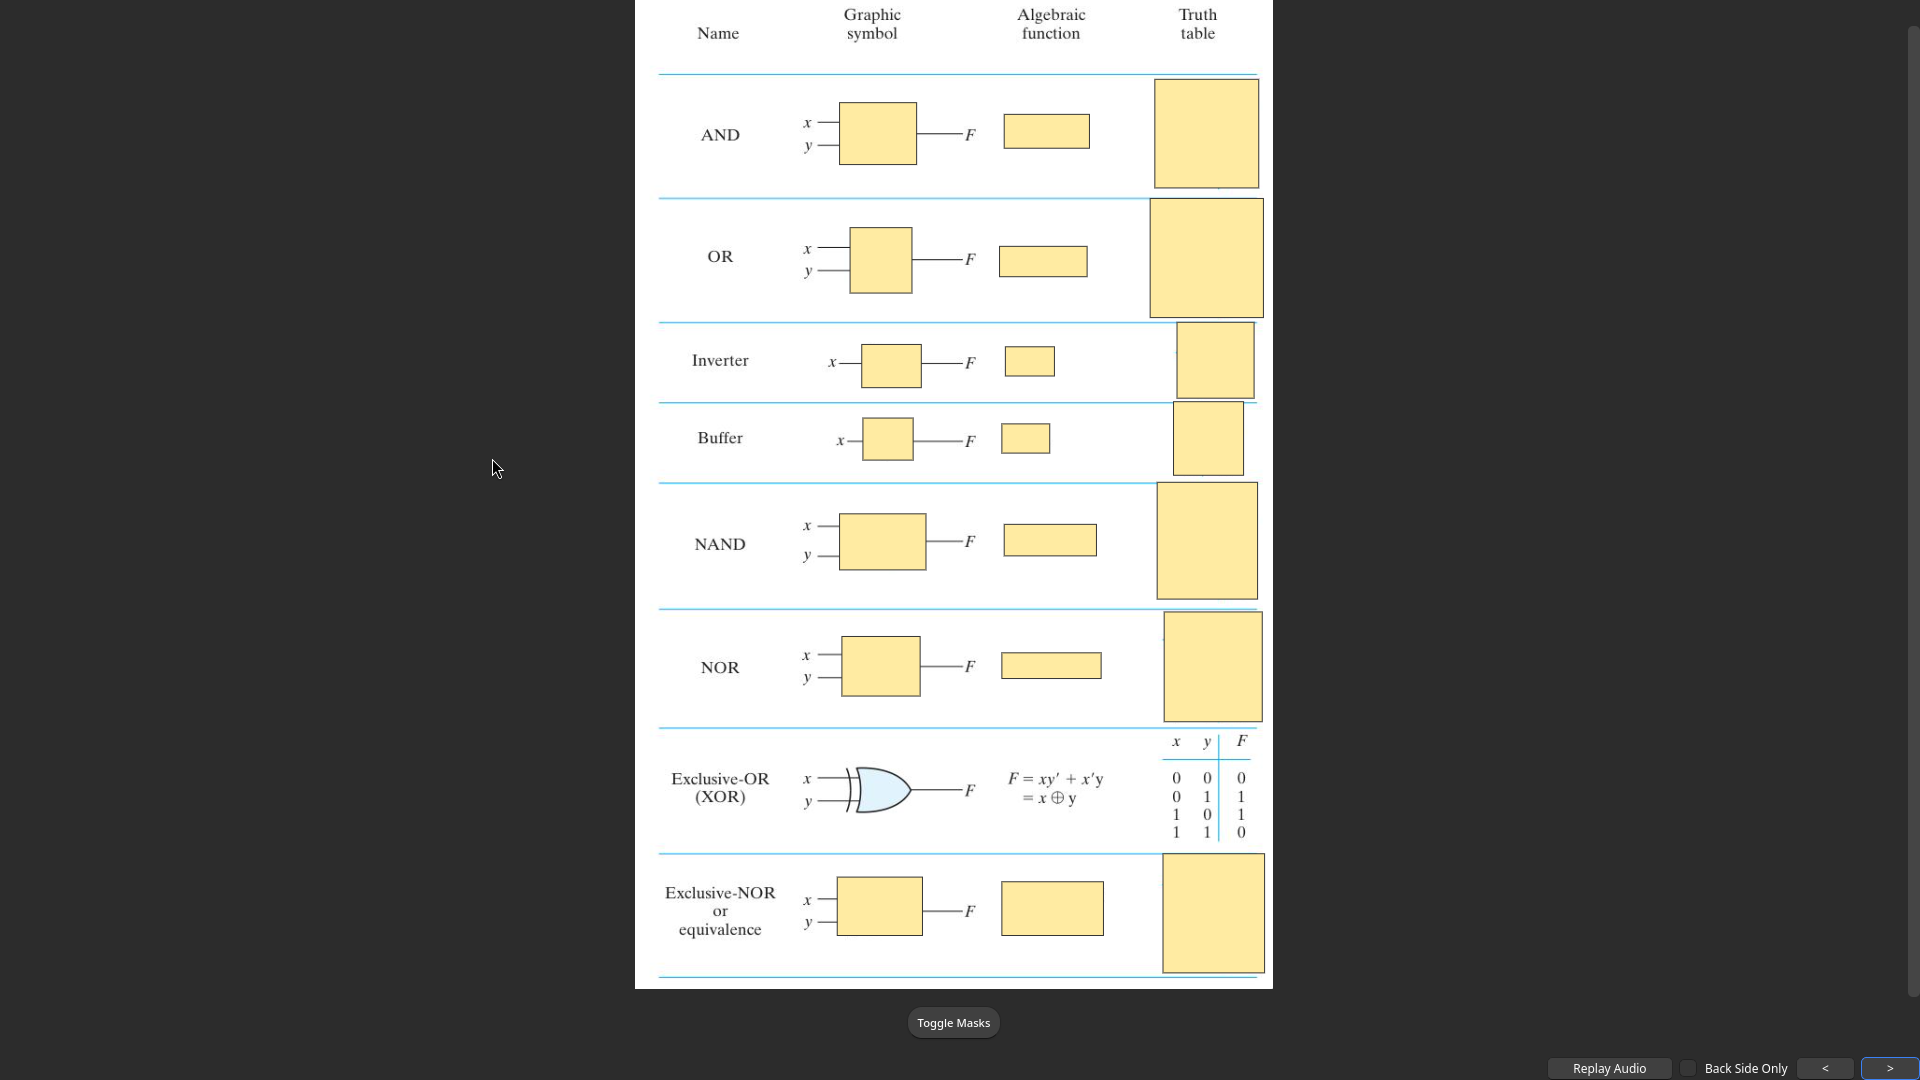 Name
Graphic
symbol
Algebraic
function
Truth
table
AND
x
y
F
OR
x
y
F
Inverter
x
F
Buffer
x
F
NAND
x
y
F
NOR
x
y
F
Exclusive-OR
(XOR)
x
y
F
F = xy′ + x′y
= x ⊕ y
x y F
0 0 0
0 1 1
1 0 1
1 1 0
Exclusive-NOR
or
equivalence
x
y
F
Toggle Masks
Replay Audio
Back Side Only
<
>